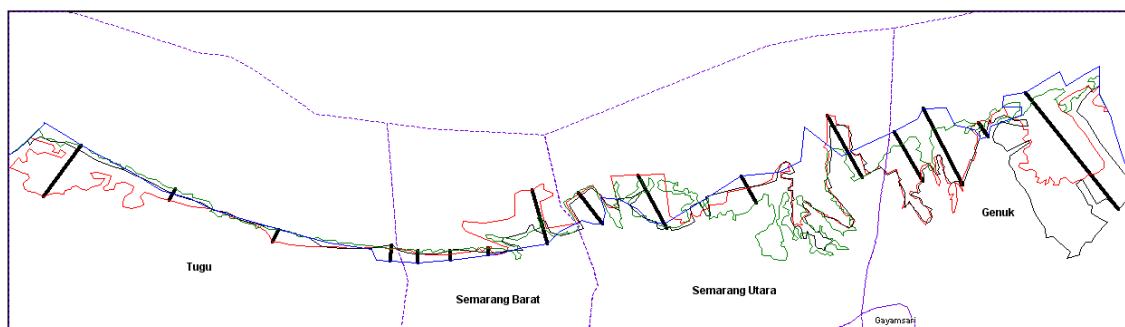 Genuk
Tugu
Semarang Barat
Semarang Utara
Gayamsari